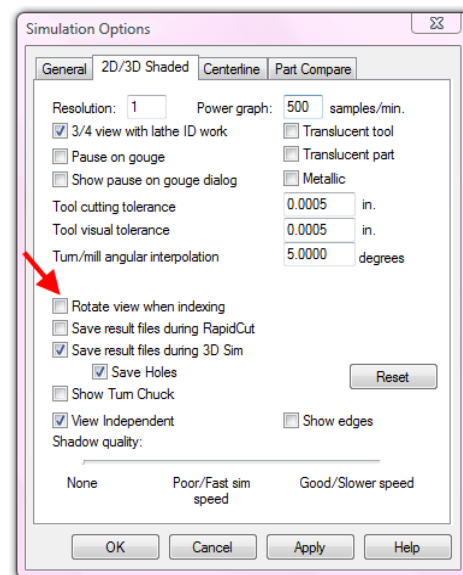 Simulation Options
General 2D/3D Shaded Centerline Part Compare
Resolution: 1 Power graph: 500 samples/min.
3/4 view with lathe ID work Translucent tool
Pause on gouge Translucent part
Show pause on gouge dialog Metallic
Tool cutting tolerance 0.0005 in.
Tool visual tolerance 0.0005 in.
Turn/mill angular interpolation 5.0000 degrees
Rotate view when indexing
Save result files during RapidCut
Save result files during 3D Sim
Save Holes Reset
Show Turn Chuck
View Independent Show edges
Shadow quality:
None Poor/Fast sim Good/Slower speed
speed
OK Cancel Apply Help